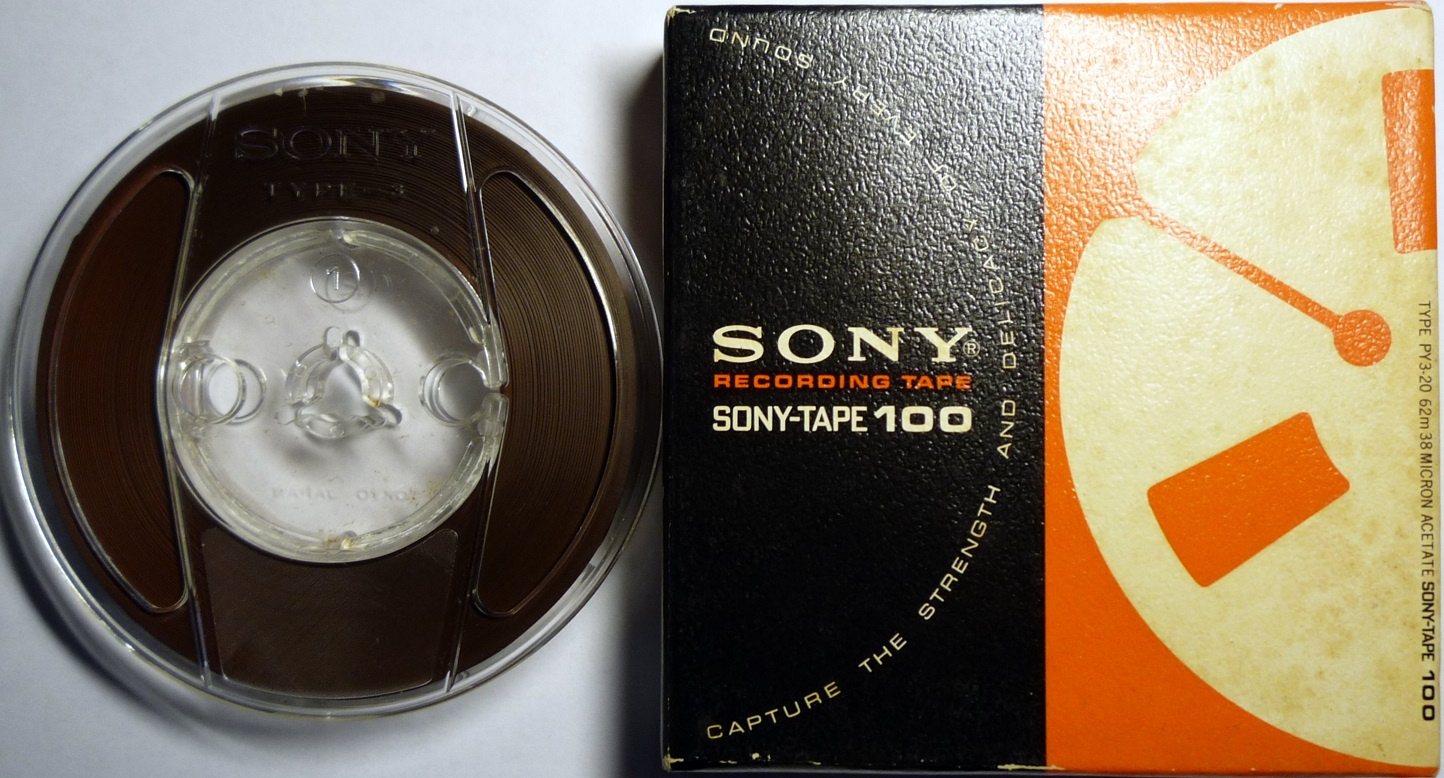 SONY
TYPE-3
1
SONY®
RECORDING TAPE
SONY-TAPE 100
CAPTURE THE STRENGTH AND DELICACY OF EVERY SOUND
TYPE PY3-20 62m 38 MICRON ACETATE SONY-TAPE 100